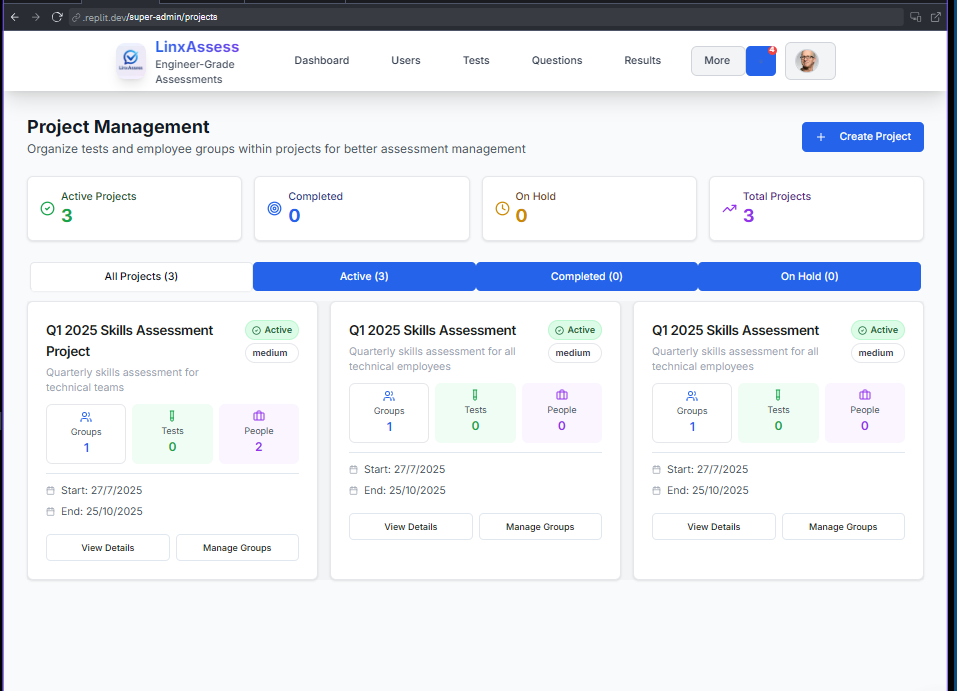 .replit.dev/super-admin/projects
LinxAssess
Engineer-Grade
Assessments
LinxAssess
Dashboard
Users
Tests
Questions
Results
More
4
Project Management
Organize tests and employee groups within projects for better assessment management
+ Create Project
Active Projects
3
Completed
0
On Hold
0
Total Projects
3
All Projects (3)
Active (3)
Completed (0)
On Hold (0)
Q1 2025 Skills Assessment
Project
Active
medium
Quarterly skills assessment for
technical teams
Groups
1
Tests
0
People
2
Start: 27/7/2025
End: 25/10/2025
View Details
Manage Groups
Q1 2025 Skills Assessment
Active
medium
Quarterly skills assessment for all
technical employees
Groups
1
Tests
0
People
0
Start: 27/7/2025
End: 25/10/2025
View Details
Manage Groups
Q1 2025 Skills Assessment
Active
medium
Quarterly skills assessment for all
technical employees
Groups
1
Tests
0
People
0
Start: 27/7/2025
End: 25/10/2025
View Details
Manage Groups